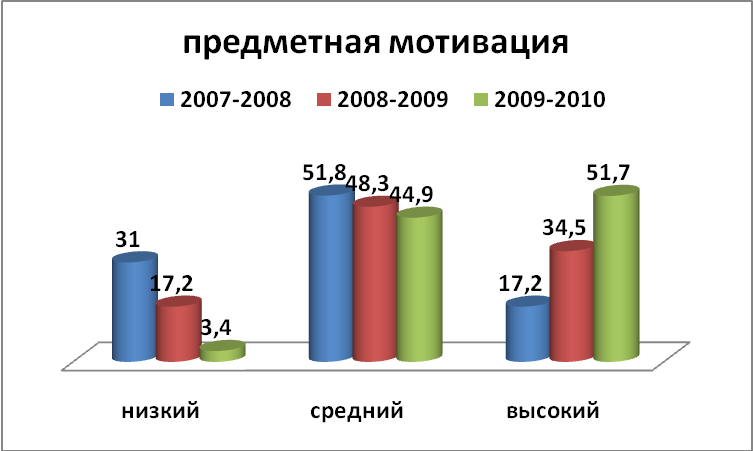 предметная мотивация
2007-2008 2008-2009 2009-2010
31 17,2 3,4
51,8 48,3 44,9
17,2 34,5 51,7
низкий средний высокий